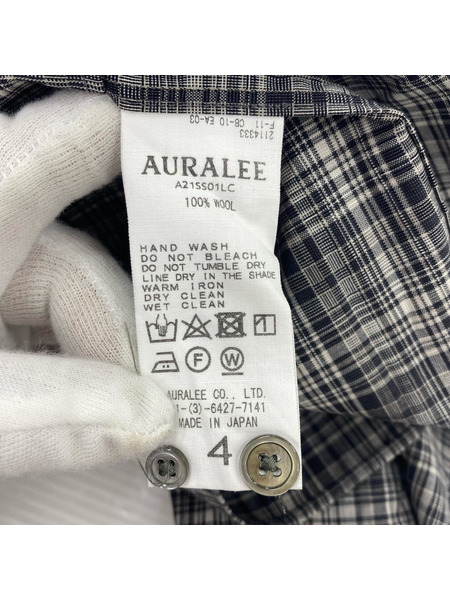 2114333
F-11 CB-10 EA-03
AURALEE
A21SS01LC
100% WOOL
HAND WASH
DO NOT BLEACH
DO NOT TUMBLE DRY
LINE DRY IN THE SHADE
WARM IRON
DRY CLEAN
WET CLEAN
F
W
AURALEE CO., LTD.
1-(3)-6427-7141
MADE IN JAPAN
4